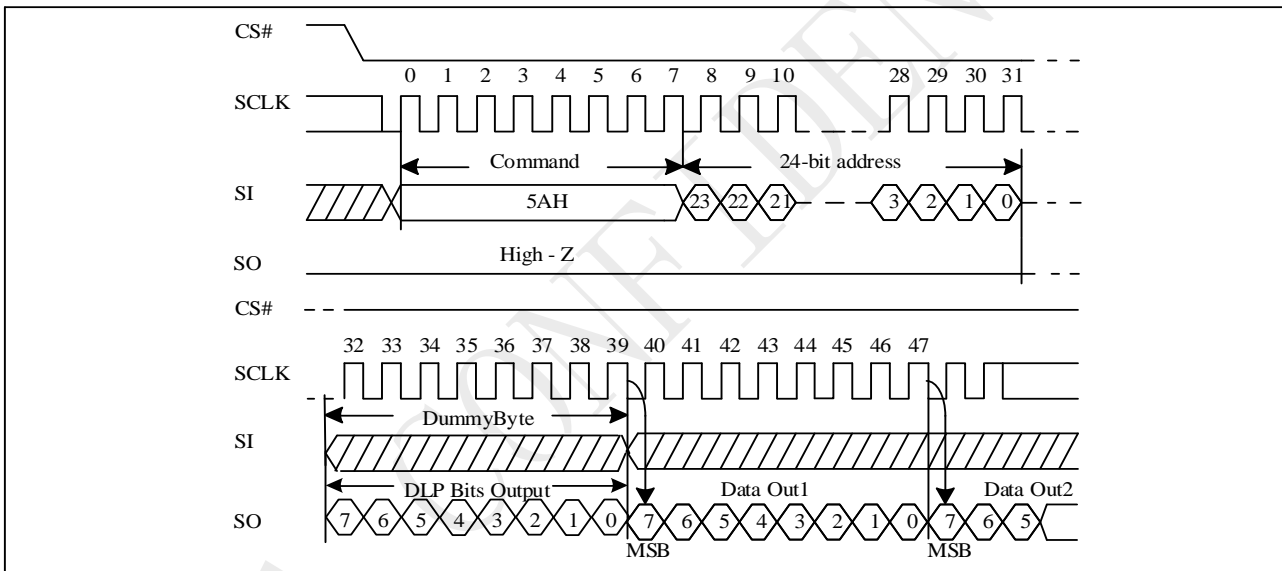 CS#
0 1 2 3 4 5 6 7 8 9 10 28 29 30 31
SCLK
Command 24-bit address
SI 5AH 23 22 21 3 2 1 0
High - Z
SO
CS#
32 33 34 35 36 37 38 39 40 41 42 43 44 45 46 47
SCLK
DummyByte
SI
DLP Bits Output Data Out1 Data Out2
SO 7 6 5 4 3 2 1 0 7 6 5 4 3 2 1 0 7 6 5
MSB MSB